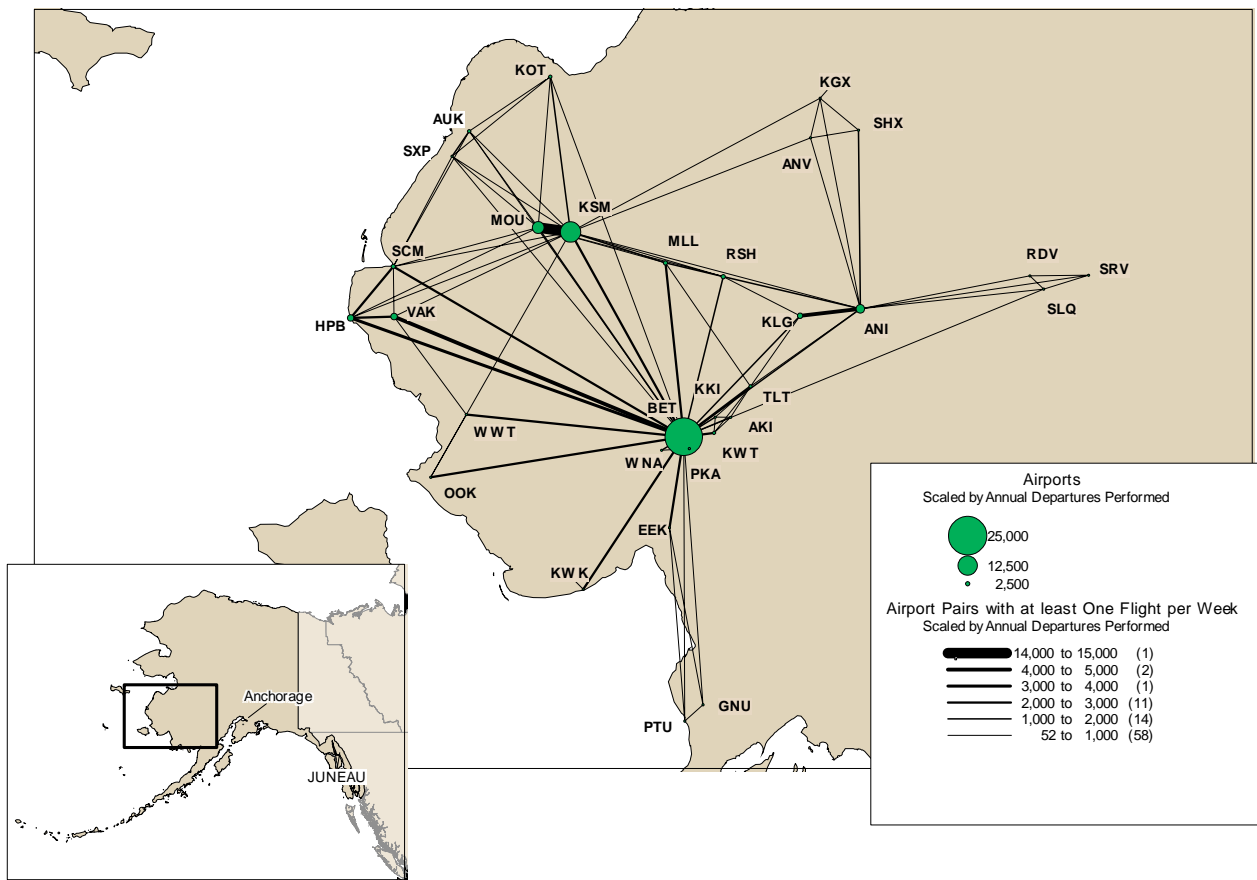 KOT
KGX
AUK
SHX
SXP
ANV
KSM
MOU
MLL
RSH
SCM
RDV
SRV
SLQ
VAK
HPB
KLG
ANI
KKI
TLT
BET
AKI
WWT
KWT
WNA
PKA
OOK
EEK
KWK
GNU
PTU
Airports
Scaled by Annual Departures Performed
25,000
12,500
2,500
Airport Pairs with at least One Flight per Week
Scaled by Annual Departures Performed
14,000 to 15,000 (1)
4,000 to 5,000 (2)
3,000 to 4,000 (1)
2,000 to 3,000 (11)
1,000 to 2,000 (14)
52 to 1,000 (58)
Anchorage
JUNEAU